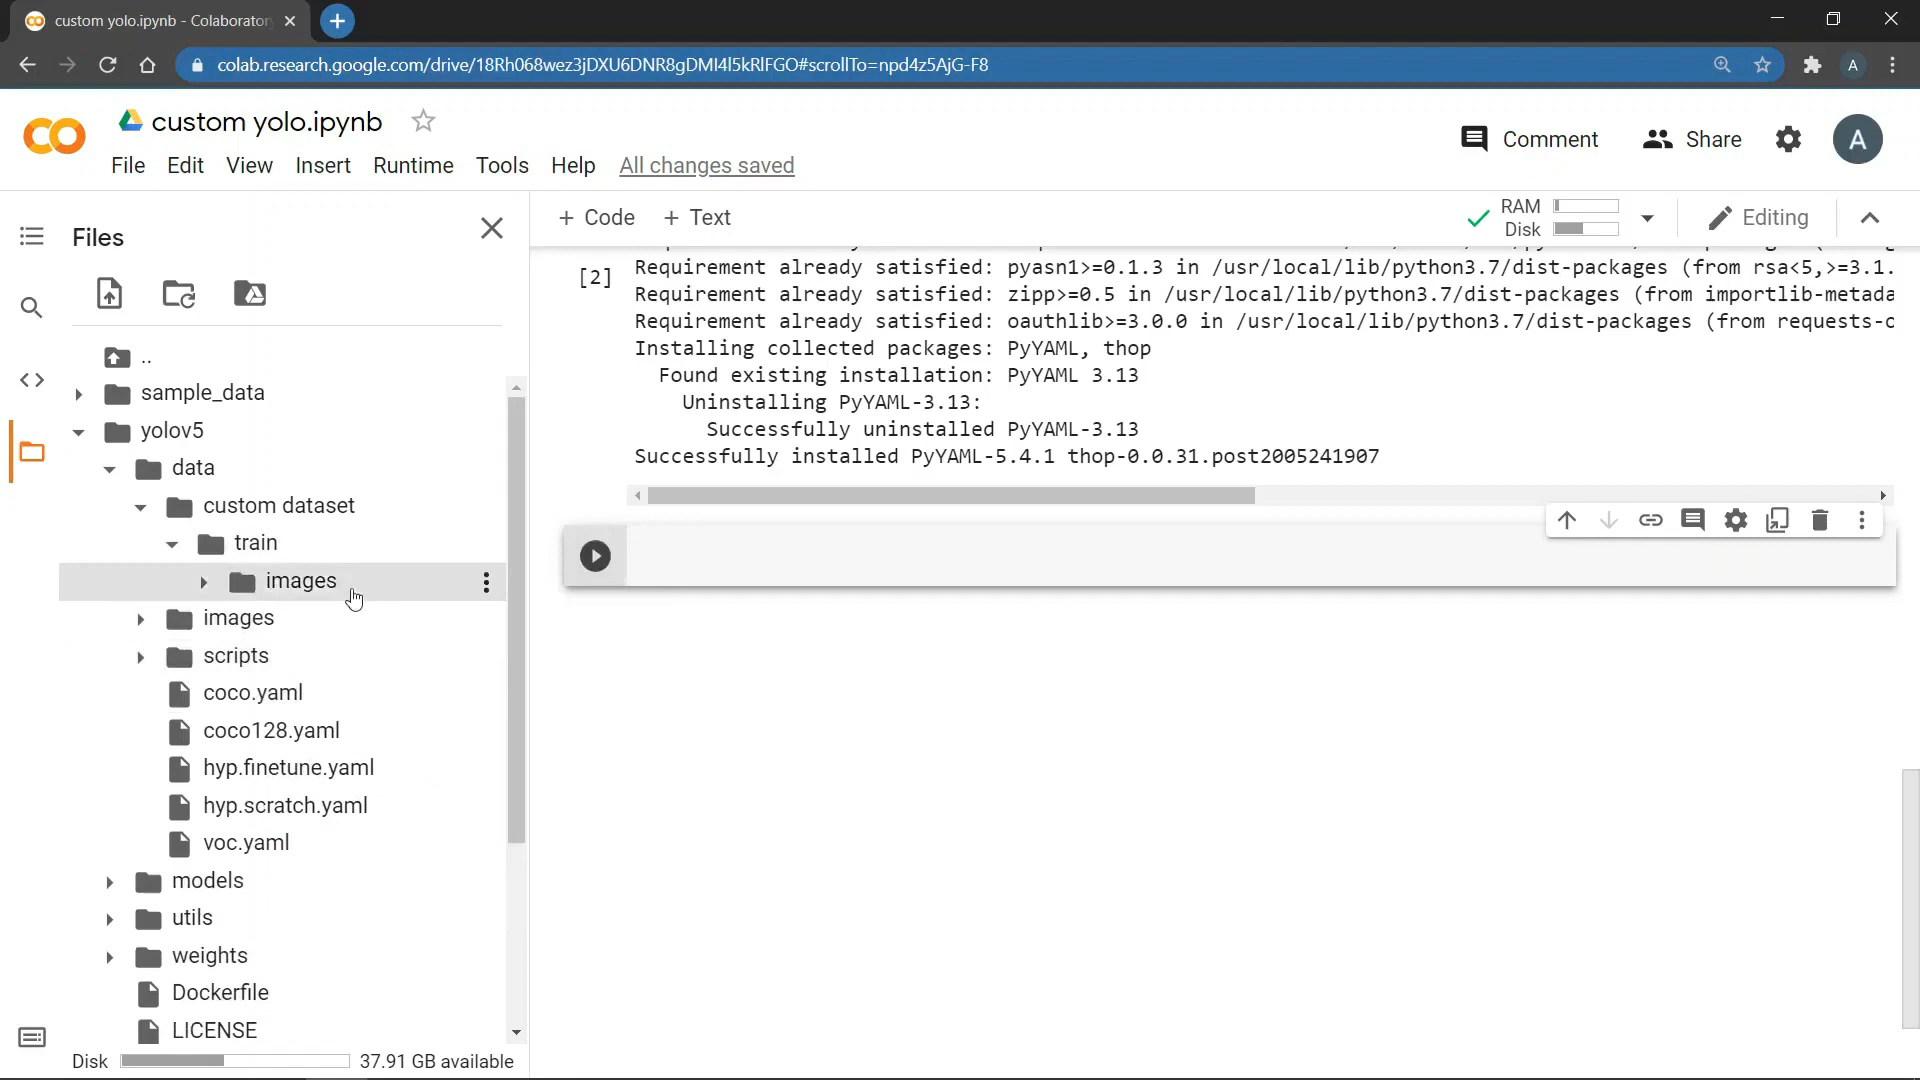 custom yolo.ipynb - Colaborator
colab.research.google.com/drive/18Rh068wez3jDXU6DNR8gDMI4l5kRlFGO#scrollTo=npd4z5AjG-F8
A
custom yolo.ipynb
Comment
Share
A
File Edit View Insert Runtime Tools Help All changes saved
Files
+ Code + Text
RAM
Disk
Editing
..
sample_data
yolov5
data
custom dataset
train
images
images
scripts
coco.yaml
coco128.yaml
hyp.finetune.yaml
hyp.scratch.yaml
voc.yaml
models
utils
weights
Dockerfile
LICENSE
Disk 37.91 GB available
[2]
Requirement already satisfied: pyasn1>=0.1.3 in /usr/local/lib/python3.7/dist-packages (from rsa<5,>=3.1.
Requirement already satisfied: zipp>=0.5 in /usr/local/lib/python3.7/dist-packages (from importlib-metada
Requirement already satisfied: oauthlib>=3.0.0 in /usr/local/lib/python3.7/dist-packages (from requests-o
Installing collected packages: PyYAML, thop
Found existing installation: PyYAML 3.13
Uninstalling PyYAML-3.13:
Successfully uninstalled PyYAML-3.13
Successfully installed PyYAML-5.4.1 thop-0.0.31.post2005241907